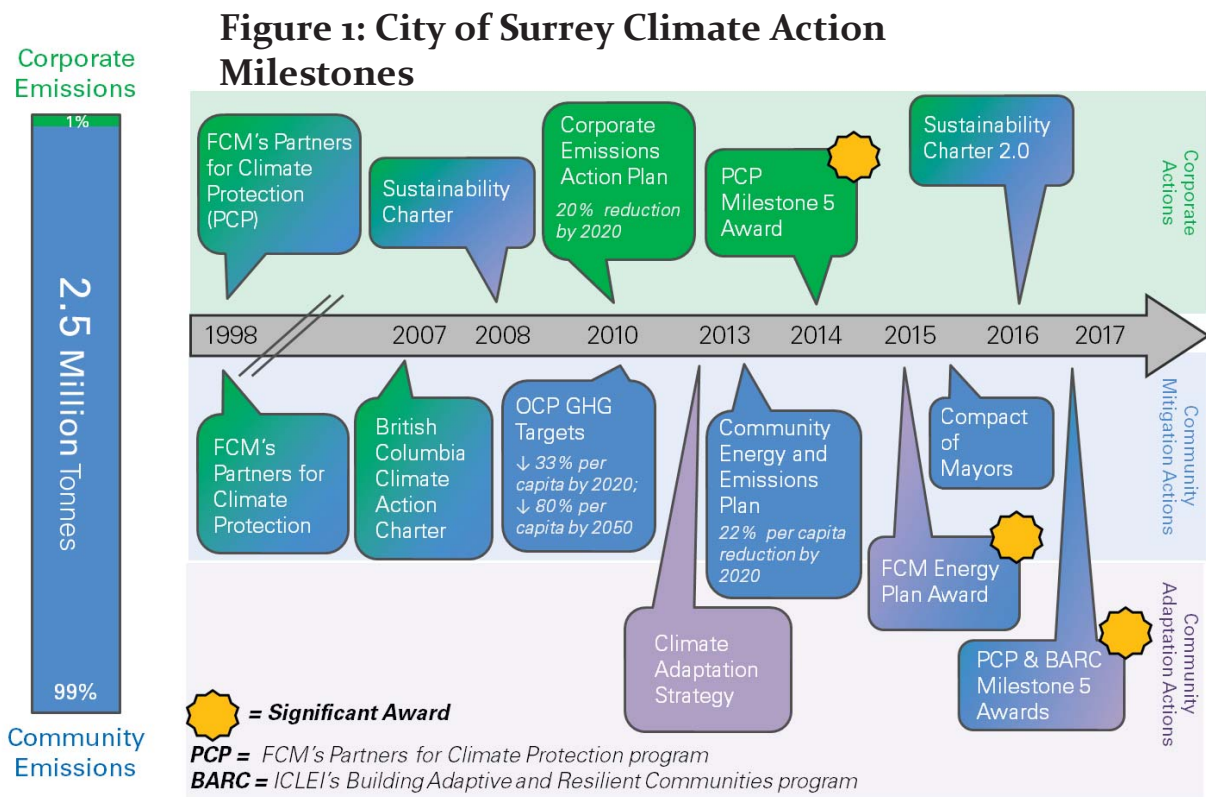 Figure 1: City of Surrey Climate Action
Milestones
Corporate
Emissions
1%
2.5 Million Tonnes
99%
Community
Emissions
FCM's Partners
for Climate
Protection
(PCP)
Sustainability
Charter
Corporate
Emissions
Action Plan
20% reduction
by 2020
PCP
Milestone 5
Award
Sustainability
Charter 2.0
Corporate
Actions
1998
2007
2008
2010
2013
2014
2015
2016
2017
FCM's
Partners for
Climate
Protection
British
Columbia
Climate
Action
Charter
OCP GHG
Targets
↓ 33% per
capita by 2020;
↓ 80% per
capita by 2050
Climate
Adaptation
Strategy
Community
Energy and
Emissions
Plan
22% per capita
reduction by
2020
FCM Energy
Plan Award
Compact
of
Mayors
PCP & BARC
Milestone 5
Awards
Community
Mitigation Actions
Community
Adaptation Actions
= Significant Award
PCP = FCM's Partners for Climate Protection program
BARC = ICLEI's Building Adaptive and Resilient Communities program